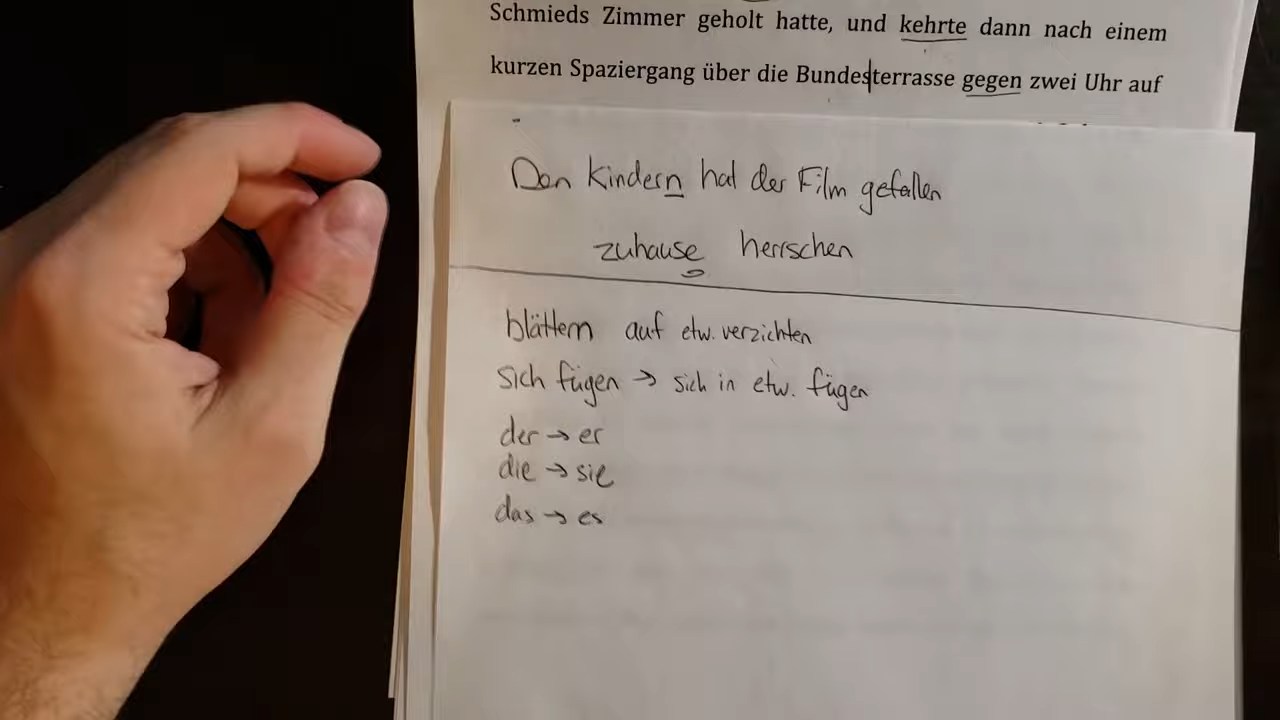 Schmieds Zimmer geholt hatte, und kehrte dann nach einem
kurzen Spaziergang über die Bundesterrasse gegen zwei Uhr auf
Den Kindern hat der Film gefallen
zuhause herrschen
blättern auf etw. verzichten
sich fügen → sich in etw. fügen
der → er
die → sie
das → es